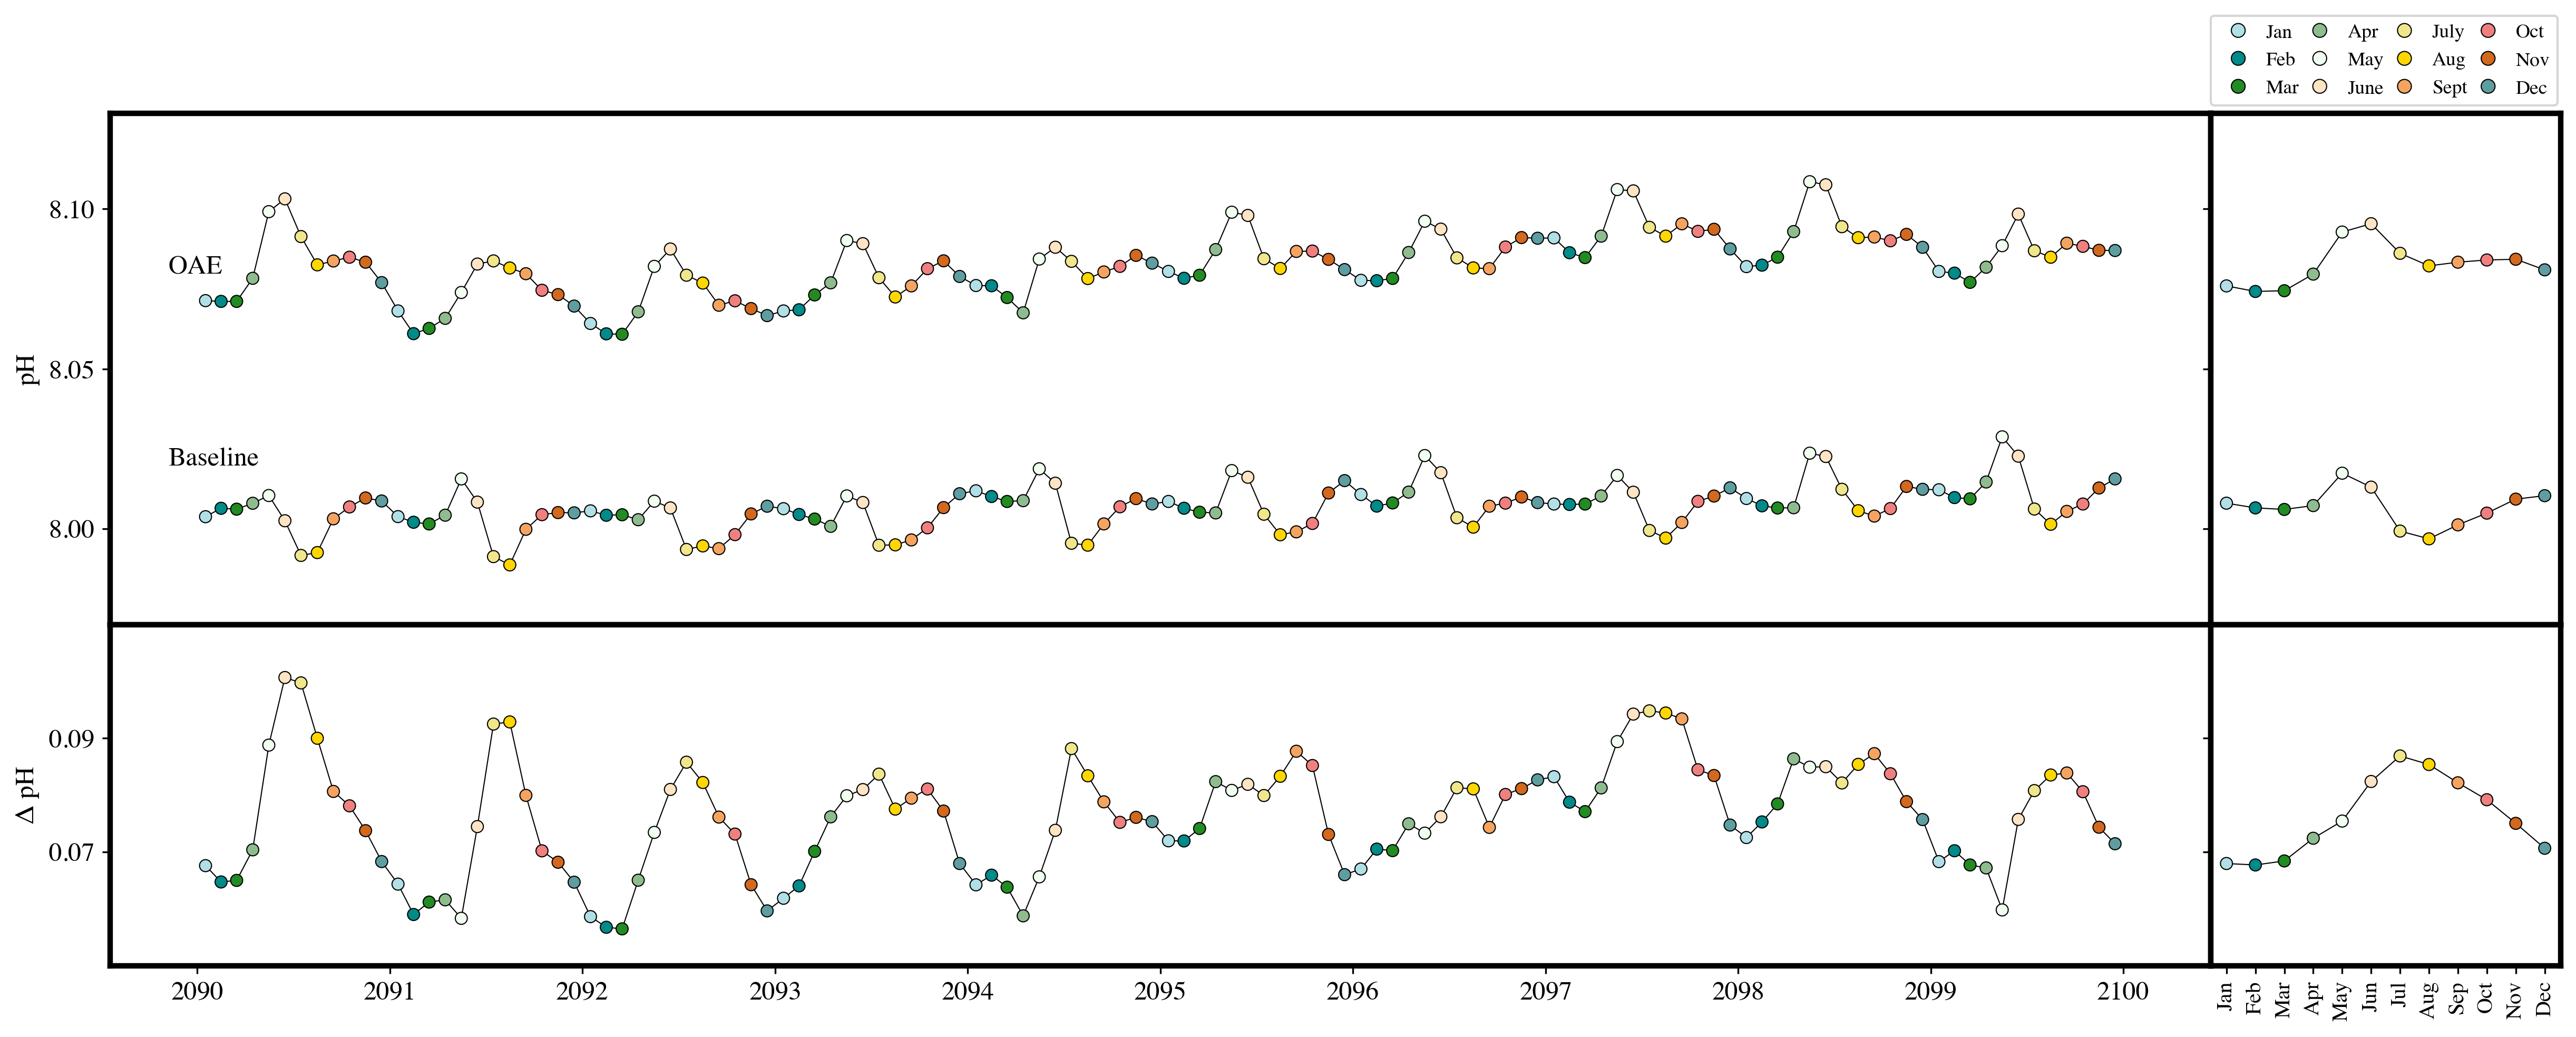 Jan Apr July Oct
Feb May Aug Nov
Mar June Sept Dec
8.10
OAE
pH
8.05
Baseline
8.00
0.09
Δ pH
0.07
2090 2091 2092 2093 2094 2095 2096 2097 2098 2099 2100
Jan Feb Mar Apr May Jun Jul Aug Sep Oct Nov Dec